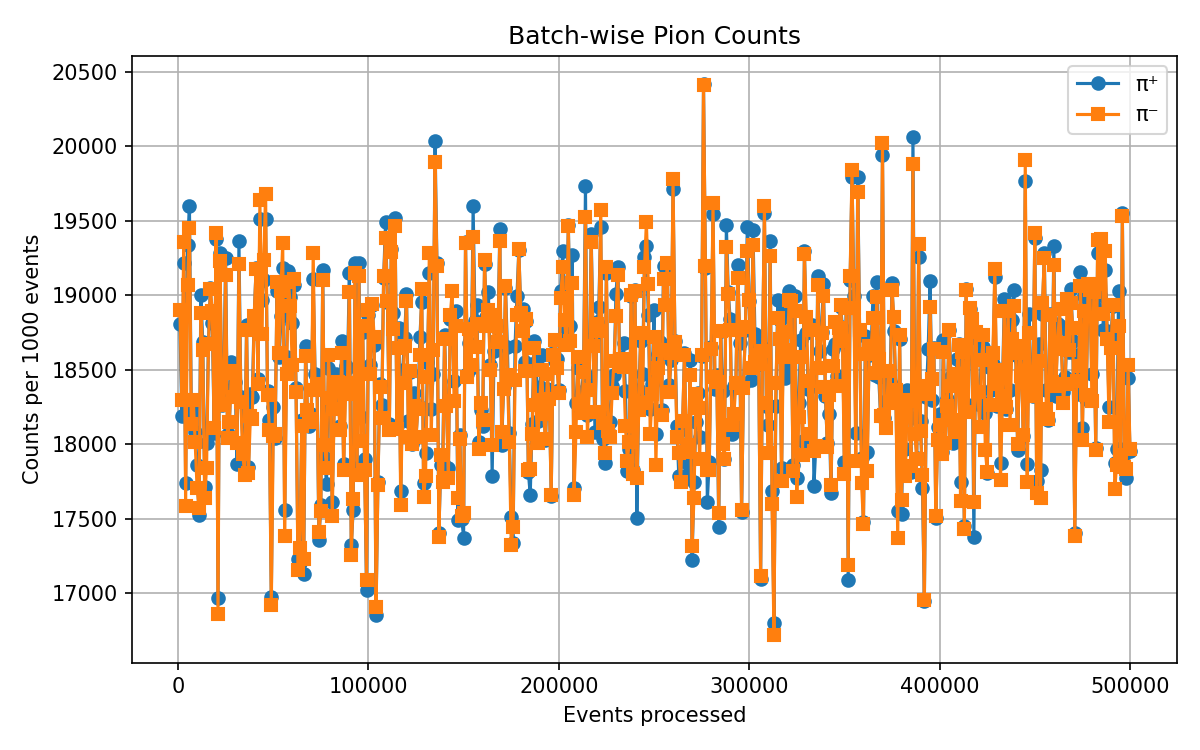 Batch-wise Pion Counts
π⁺
π⁻
Counts per 1000 events
20500
20000
19500
19000
18500
18000
17500
17000
0
100000
200000
300000
400000
500000
Events processed